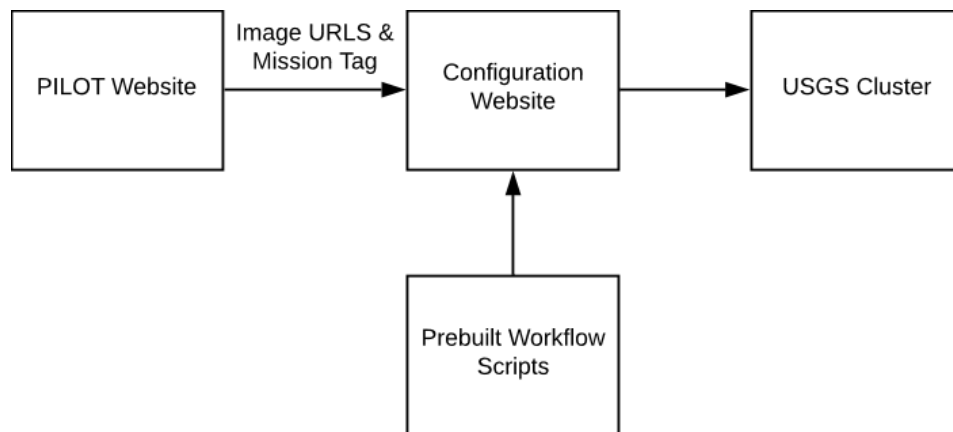 Image URLS &
Mission Tag
PILOT Website
Configuration
Website
USGS Cluster
Prebuilt Workflow
Scripts